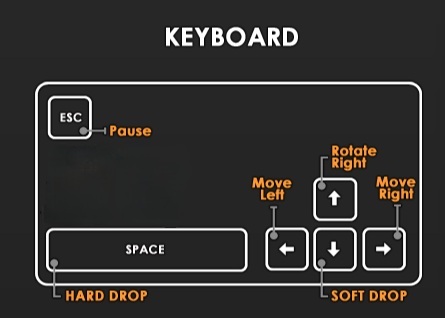 KEYBOARD
ESC
Pause
Rotate
Right
Move
Left
Move
Right
SPACE
HARD DROP
SOFT DROP